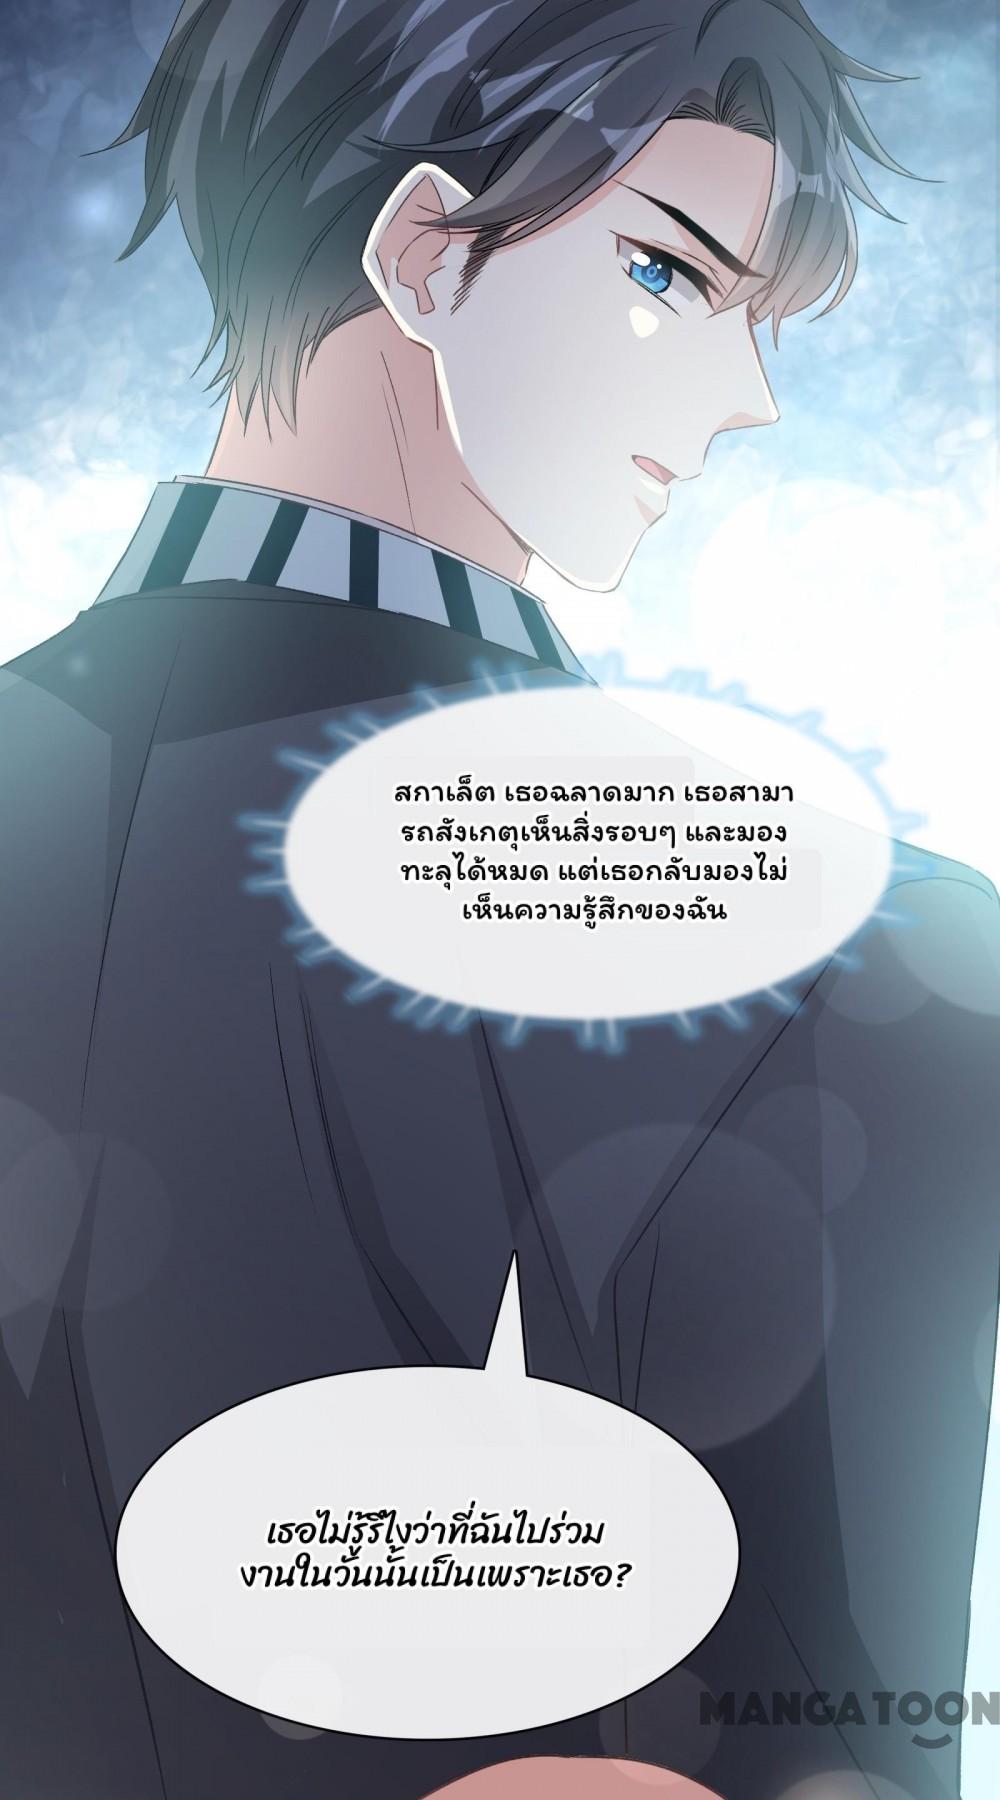 สกาเล็ต เธอฉลาดมาก เธอสามา
รถสังเกตุเห็นสิ่งรอบๆ และมอง
ทะลุได้หมด แต่เธอกลับมองไม่
เห็นความรู้สึกของฉัน
เธอไม่รู้รึไงว่าที่ฉันไปร่วม
งานในวันนั้นเป็นเพราะเธอ?
MANGATOON